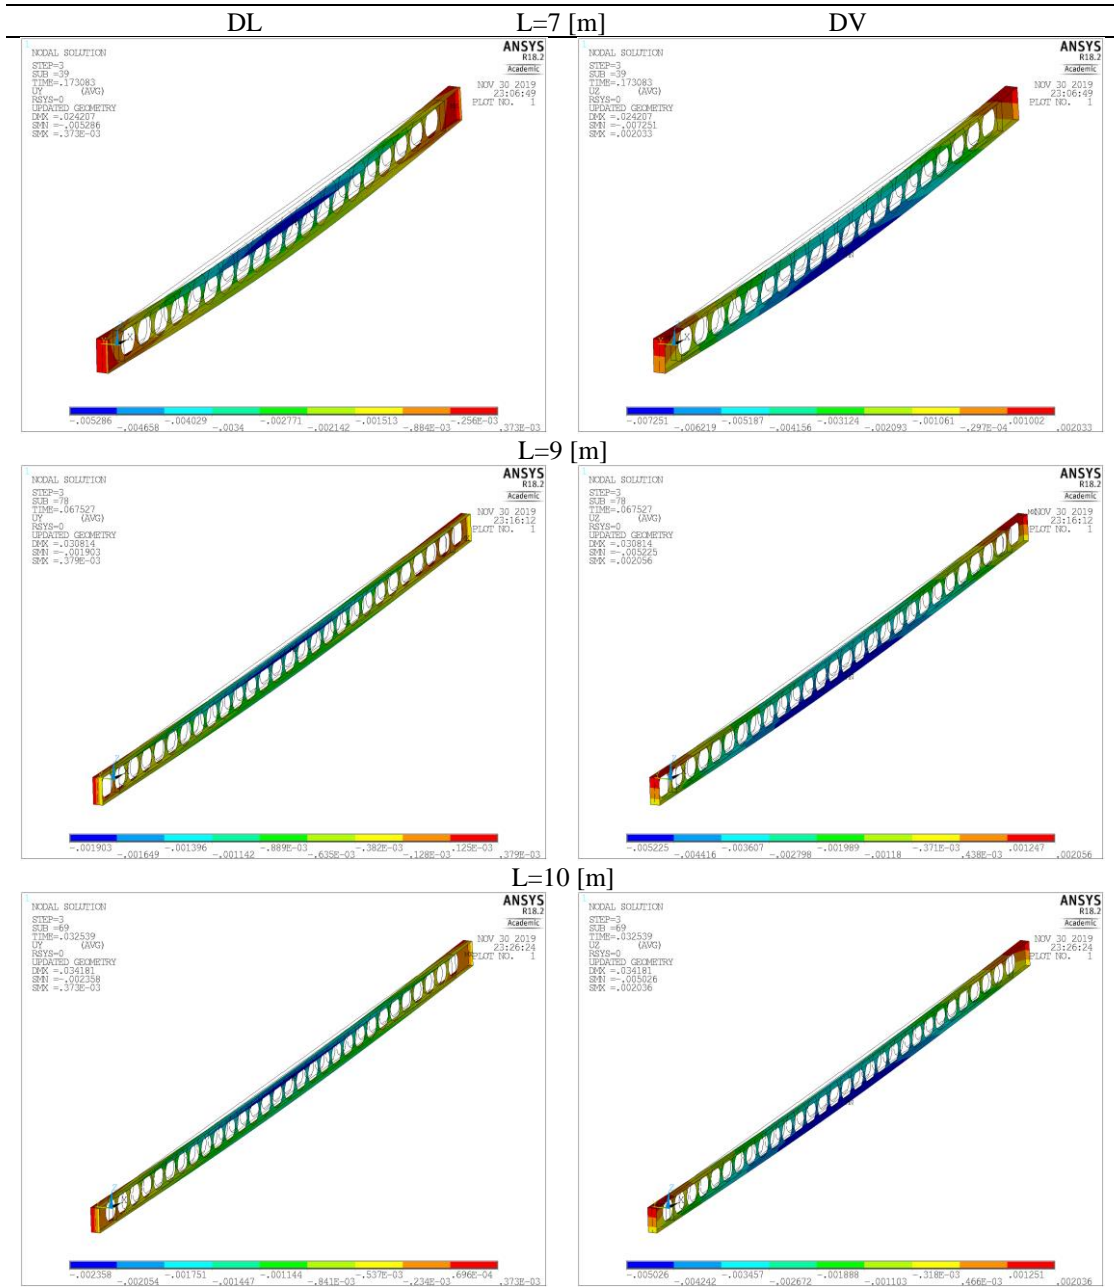 DL L=7 [m] DV
1
NODAL SOLUTION
STEP=3
SUB =39
TIME=.173083
UY (AVG)
RSYS=0
UPDATED GEOMETRY
DMX =.024207
SMN =-.005286
SMX =.373E-03
ANSYS
R18.2
Academic
NOV 30 2019
23:06:49
PLOT NO. 1
-.005286 -.004658 -.004029 -.0034 -.002771 -.002142 -.001513 -.884E-03 -.256E-03 .373E-03
1
NODAL SOLUTION
STEP=3
SUB =39
TIME=.173083
UZ (AVG)
RSYS=0
UPDATED GEOMETRY
DMX =.024207
SMN =-.007251
SMX =.002033
ANSYS
R18.2
Academic
NOV 30 2019
23:06:49
PLOT NO. 1
-.007251 -.006219 -.005187 -.004156 -.003124 -.002093 -.001061 -.297E-04 .001002 .002033
L=9 [m]
1
NODAL SOLUTION
STEP=3
SUB =78
TIME=.067527
UY (AVG)
RSYS=0
UPDATED GEOMETRY
DMX =.030814
SMN =-.001903
SMX =.379E-03
ANSYS
R18.2
Academic
NOV 30 2019
23:16:12
PLOT NO. 1
-.001903 -.001649 -.001396 -.001142 -.889E-03 -.635E-03 -.382E-03 -.128E-03 .125E-03 .379E-03
1
NODAL SOLUTION
STEP=3
SUB =78
TIME=.067527
UZ (AVG)
RSYS=0
UPDATED GEOMETRY
DMX =.030814
SMN =-.005225
SMX =.002056
ANSYS
R18.2
Academic
NOV 30 2019
23:16:12
PLOT NO. 1
-.005225 -.004416 -.003607 -.002798 -.001989 -.00118 -.371E-03 .438E-03 .001247 .002056
L=10 [m]
1
NODAL SOLUTION
STEP=3
SUB =69
TIME=.032539
UY (AVG)
RSYS=0
UPDATED GEOMETRY
DMX =.034181
SMN =-.002358
SMX =.373E-03
ANSYS
R18.2
Academic
NOV 30 2019
23:26:24
PLOT NO. 1
-.002358 -.002054 -.001751 -.001447 -.001144 -.841E-03 -.537E-03 -.234E-03 .696E-04 .373E-03
1
NODAL SOLUTION
STEP=3
SUB =69
TIME=.032539
UZ (AVG)
RSYS=0
UPDATED GEOMETRY
DMX =.034181
SMN =-.005026
SMX =.002036
ANSYS
R18.2
Academic
NOV 30 2019
23:26:24
PLOT NO. 1
-.005026 -.004242 -.003457 -.002672 -.001888 -.001103 -.318E-03 .466E-03 .001251 .002036